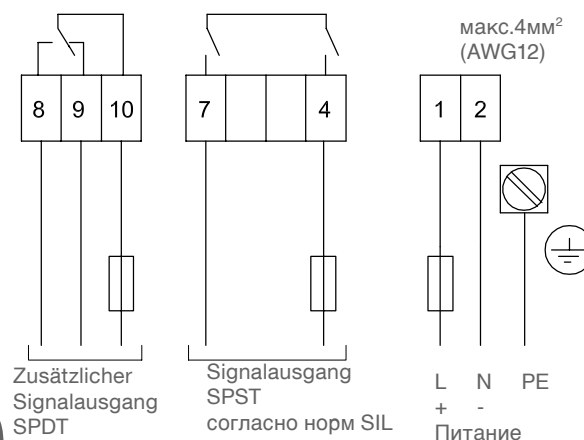 макс.4мм²
(AWG12)
8 9 10
7 4
1 2
Zusätzlicher
Signalausgang
SPDT
Signalausgang
SPST
согласно норм SIL
L N PE
+ -
Питание